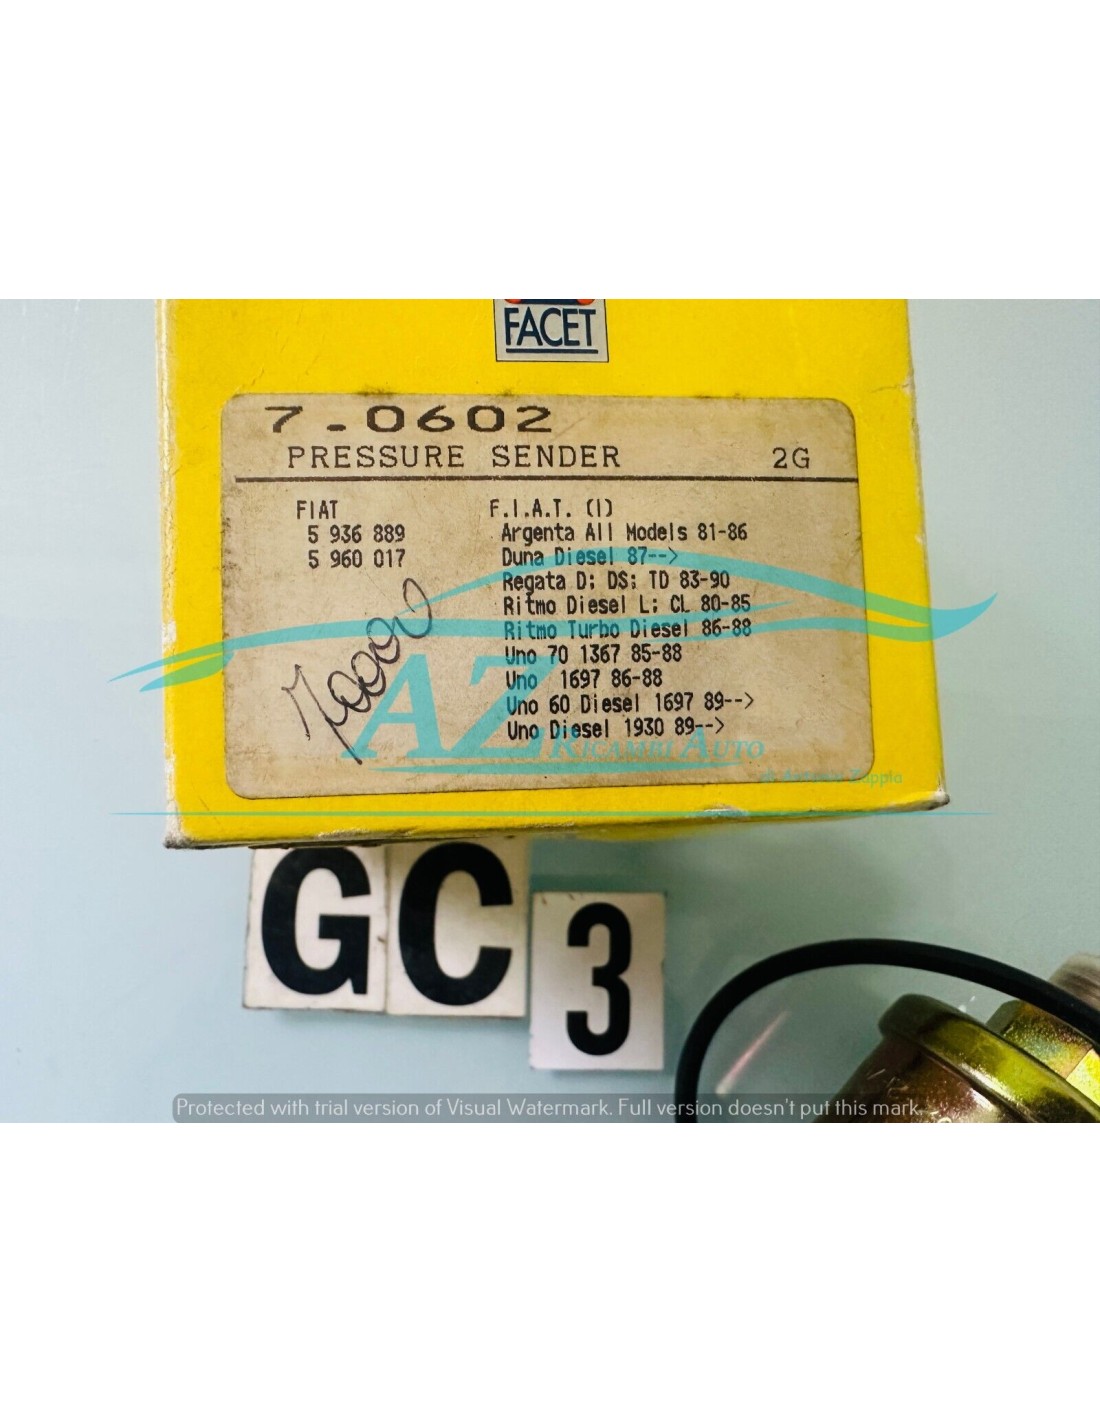 FACET
7.0602
PRESSURE SENDER 2G
FIAT F.I.A.T. (I)
5 936 889 Argenta All Models 81-86
5 960 017 Duna Diesel 87-->
Regata D; DS; TD 83-90
Ritmo Diesel L; CL 80-85
Ritmo Turbo Diesel 86-88
Uno 70 1367 85-88
Uno 1697 86-88
Uno 60 Diesel 1697 89-->
Uno Diesel 1930 89-->
70000
AZ RICAMBI AUTO
GC3
Protected with trial version of Visual Watermark. Full version doesn't put this mark.